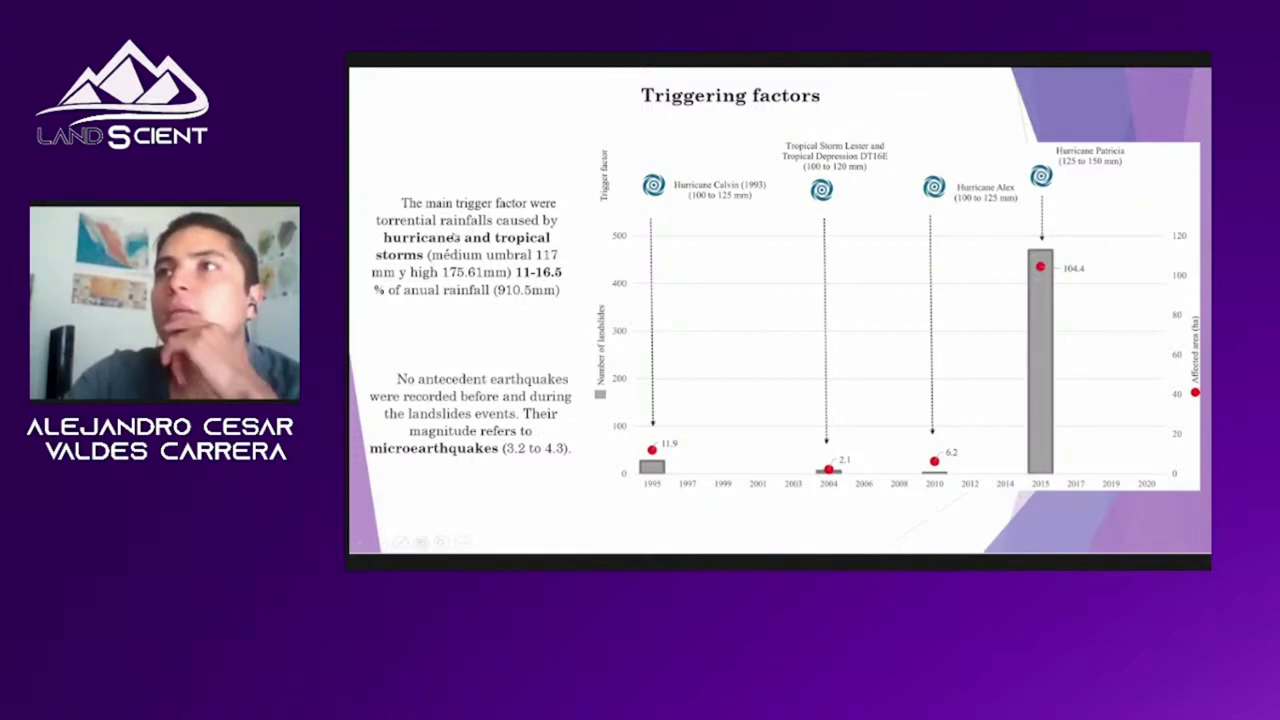 LANDSCIENT
ALEJANDRO CESAR
VALDES CARRERA
Triggering factors
The main trigger factor were
torrential rainfalls caused by
hurricanes and tropical
storms (médium umbral 117
mm y high 175.61mm) 11-16.5
% of anual rainfall (910.5mm)
No antecedent earthquakes
were recorded before and during
the landslides events. Their
magnitude refers to
microearthquakes (3.2 to 4.3).
Trigger factor
Hurricane Calvin (1993)
(100 to 125 mm)
Tropical Storm Lester and
Tropical Depression DT16E
(100 to 120 mm)
Hurricane Alex
(100 to 125 mm)
Hurricane Patricia
(125 to 150 mm)
Number of landslides
500
400
300
200
100
0
11.9
2.1
6.2
104.4
120
100
80
60
40
20
0
Affected area (ha)
1995 1997 1999 2001 2003 2004 2006 2008 2010 2012 2014 2015 2017 2019 2020